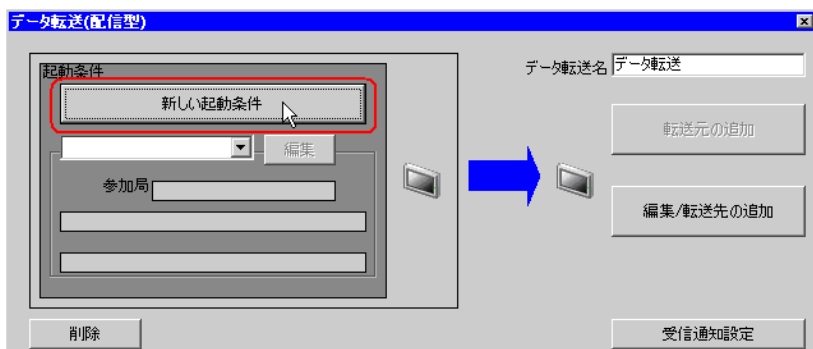 データ転送(配信型)
起動条件
新しい起動条件
編集
参加局
データ転送名 データ転送
転送元の追加
編集/転送先の追加
削除
受信通知設定